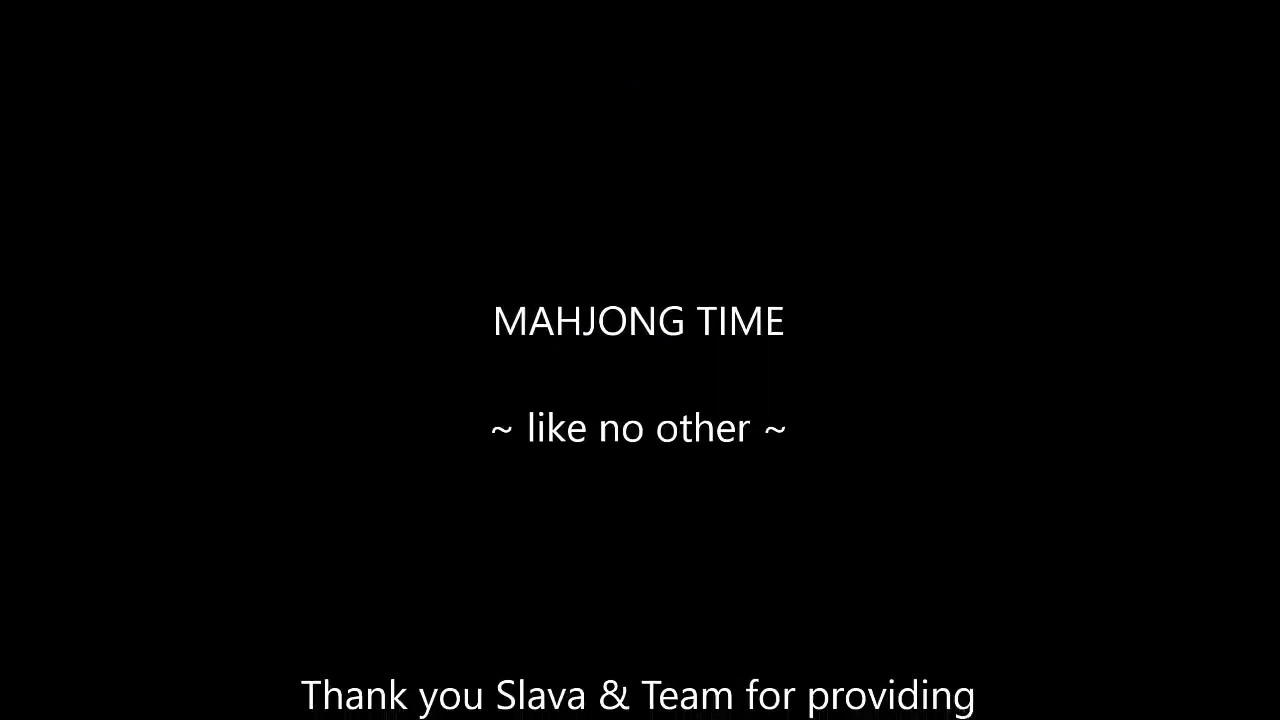 MAHJONG TIME
~ like no other ~
Thank you Slava & Team for providing